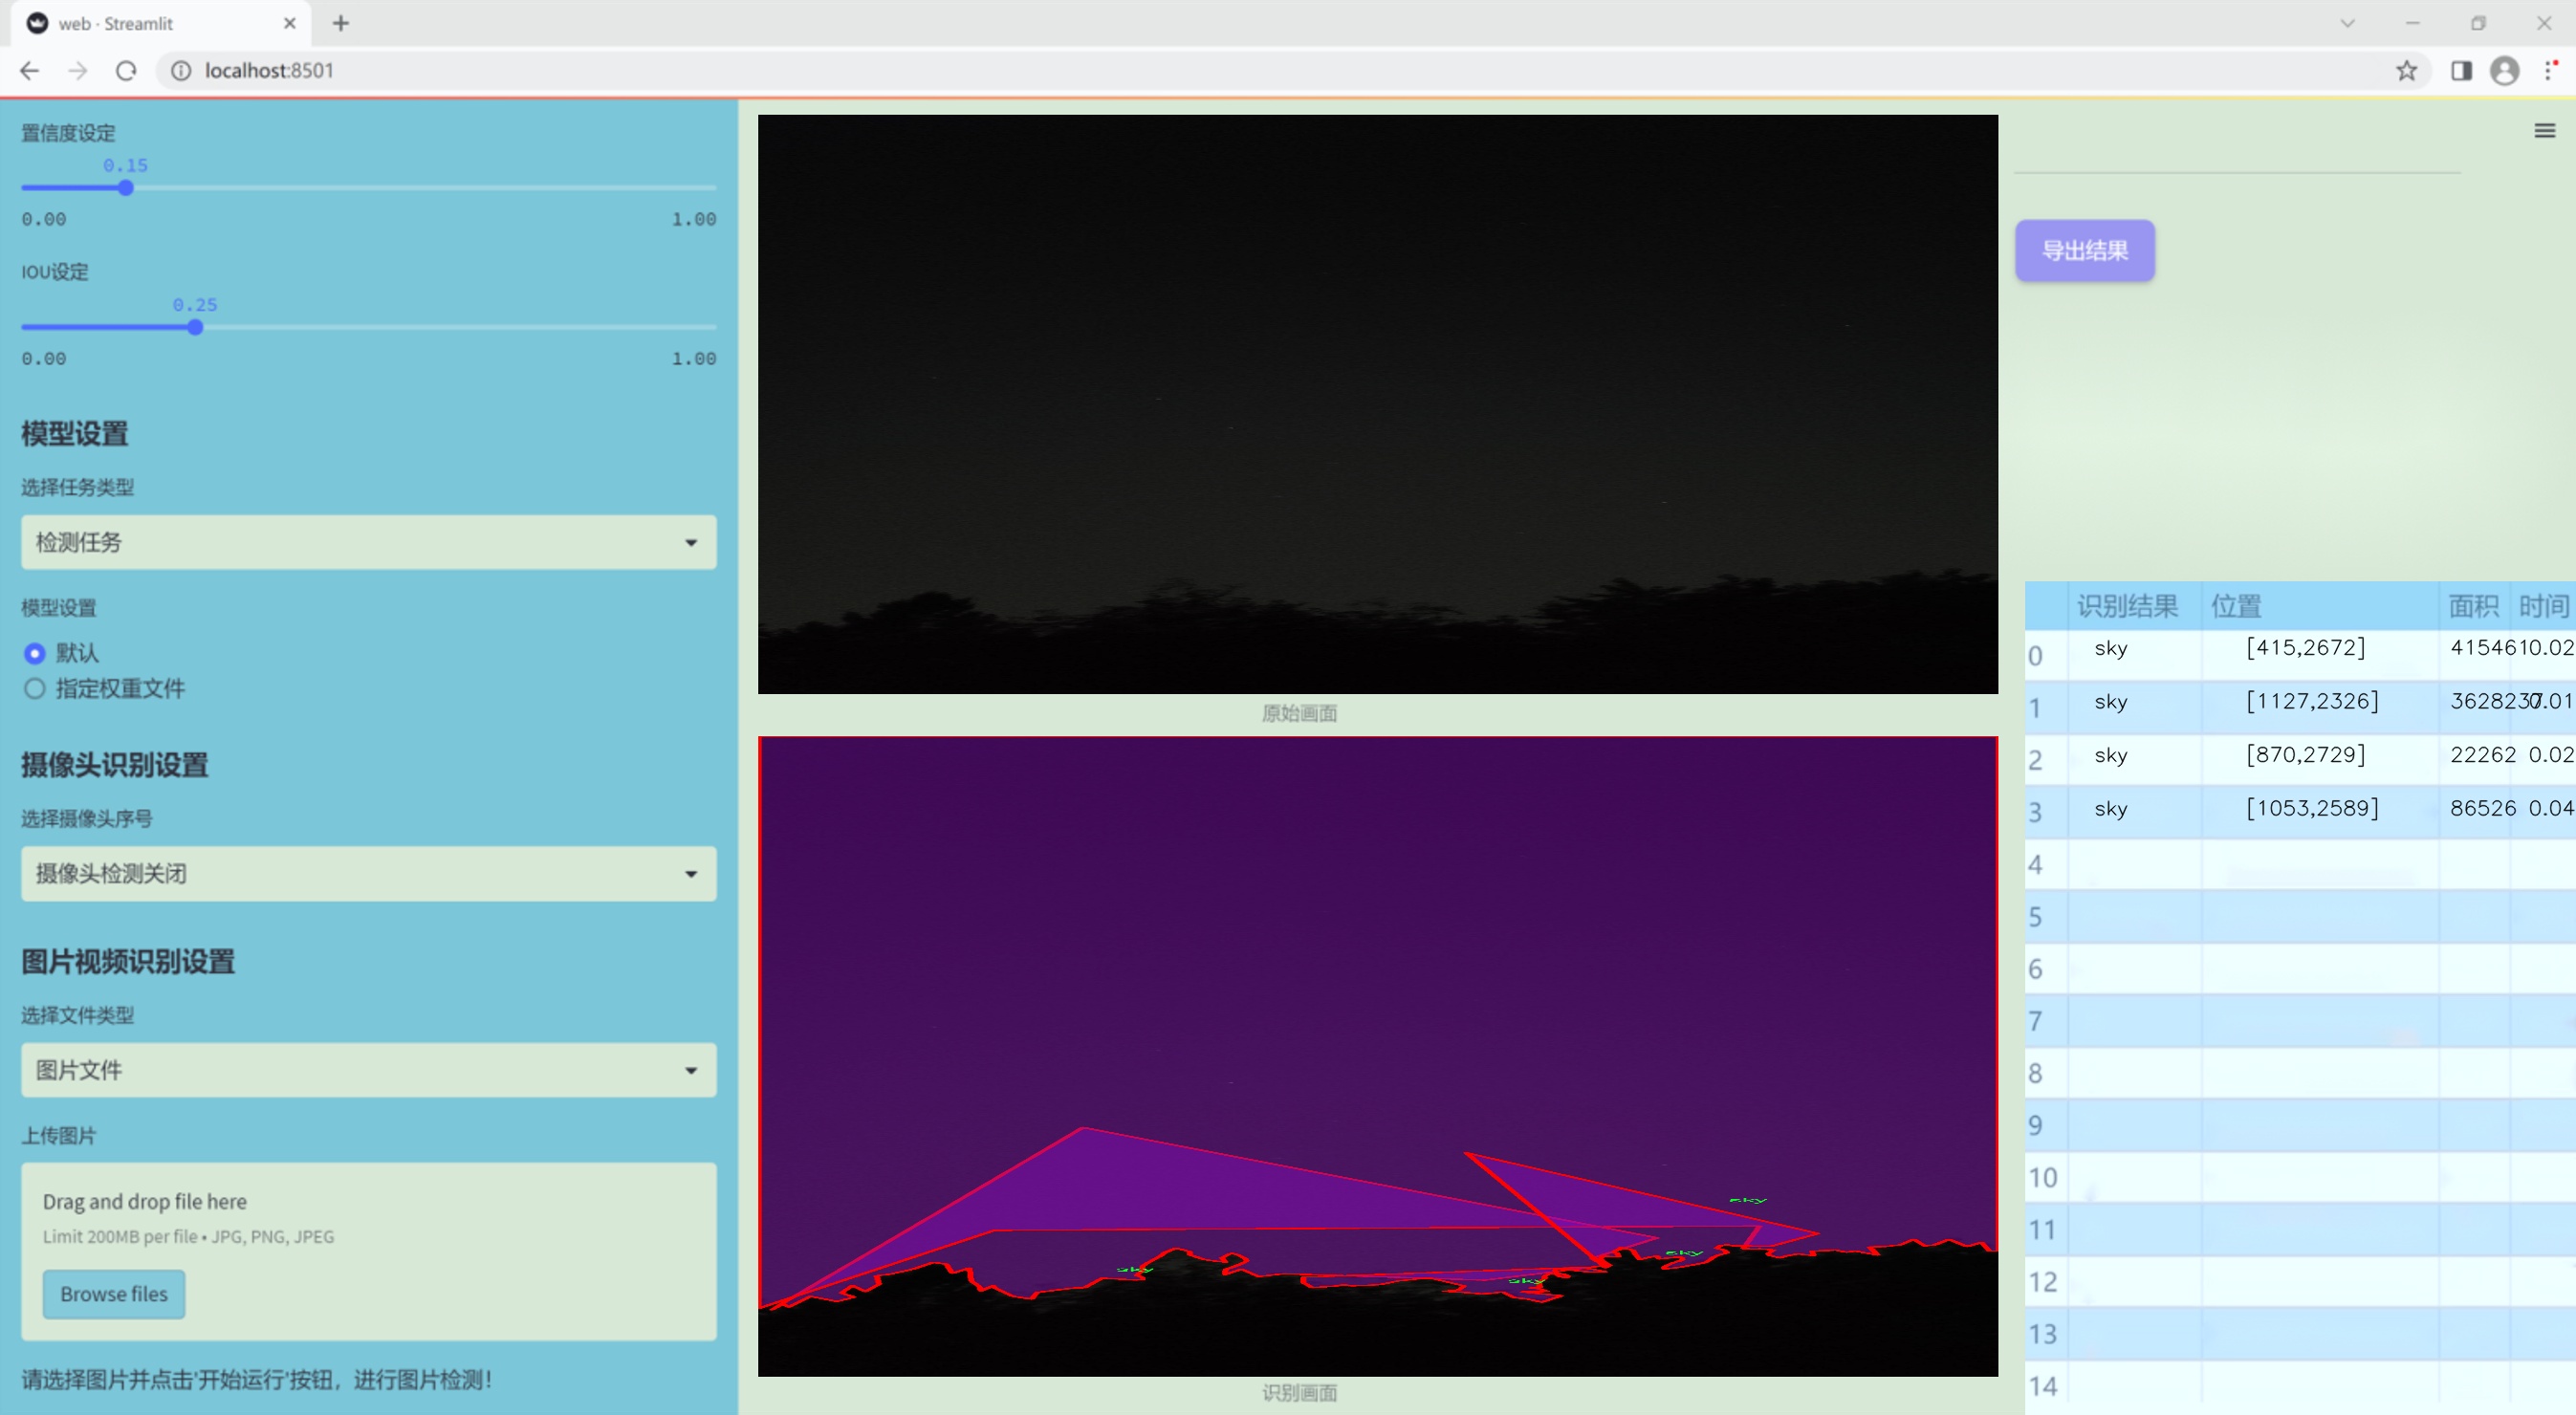 web · Streamlit
localhost:8501
置信度设定
0.15
0.00 1.00
IOU设定
0.25
0.00 1.00
模型设置
选择任务类型
检测任务
模型设置
默认
指定权重文件
摄像头识别设置
选择摄像头序号
摄像头检测关闭
图片视频识别设置
选择文件类型
图片文件
上传图片
Drag and drop file here
Limit 200MB per file • JPG, PNG, JPEG
Browse files
请选择图片并点击'开始运行'按钮，进行图片检测！
原始画面
sky
sky
sky
sky
识别画面
导出结果
识别结果 位置 面积 时间
0 sky [415,2672] 415461 0.02
1 sky [1127,2326] 0.01
2 sky [870,2729] 22262 0.02
3 sky [1053,2589] 86526 0.04
4
5
6
7
8
9
10
11
12
13
14